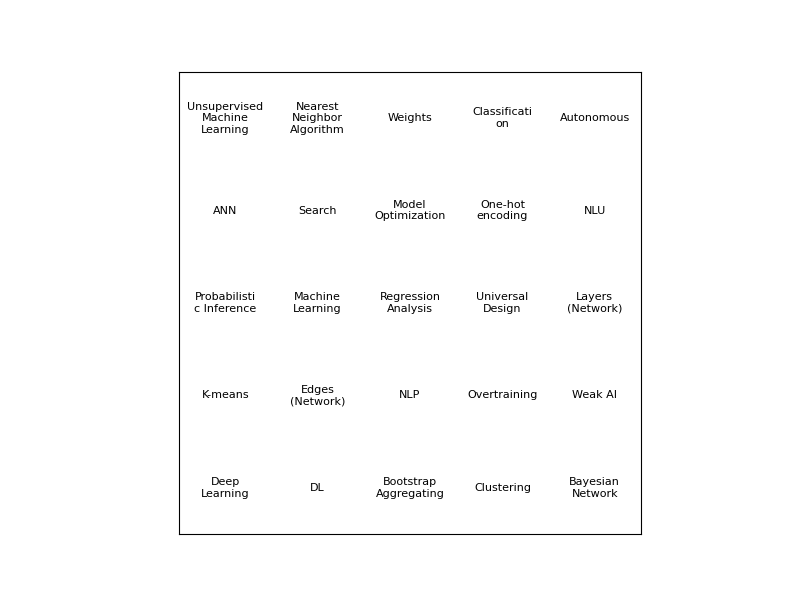 Unsupervised
Machine
Learning
Nearest
Neighbor
Algorithm
Weights
Classificati
on
Autonomous
ANN
Search
Model
Optimization
One-hot
encoding
NLU
Probabilisti
c Inference
Machine
Learning
Regression
Analysis
Universal
Design
Layers
(Network)
K-means
Edges
(Network)
NLP
Overtraining
Weak AI
Deep
Learning
DL
Bootstrap
Aggregating
Clustering
Bayesian
Network